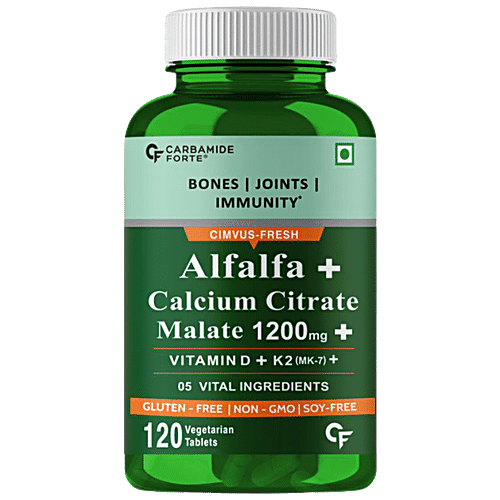 CF CARBAMIDE
FORTE®
BONES | JOINTS |
IMMUNITY*
CIMVUS-FRESH
Alfalfa +
Calcium Citrate
Malate 1200mg +
VITAMIN D + K2 (MK-7) +
05 VITAL INGREDIENTS
GLUTEN - FREE | NON - GMO | SOY-FREE
120 Vegetarian
Tablets
CF